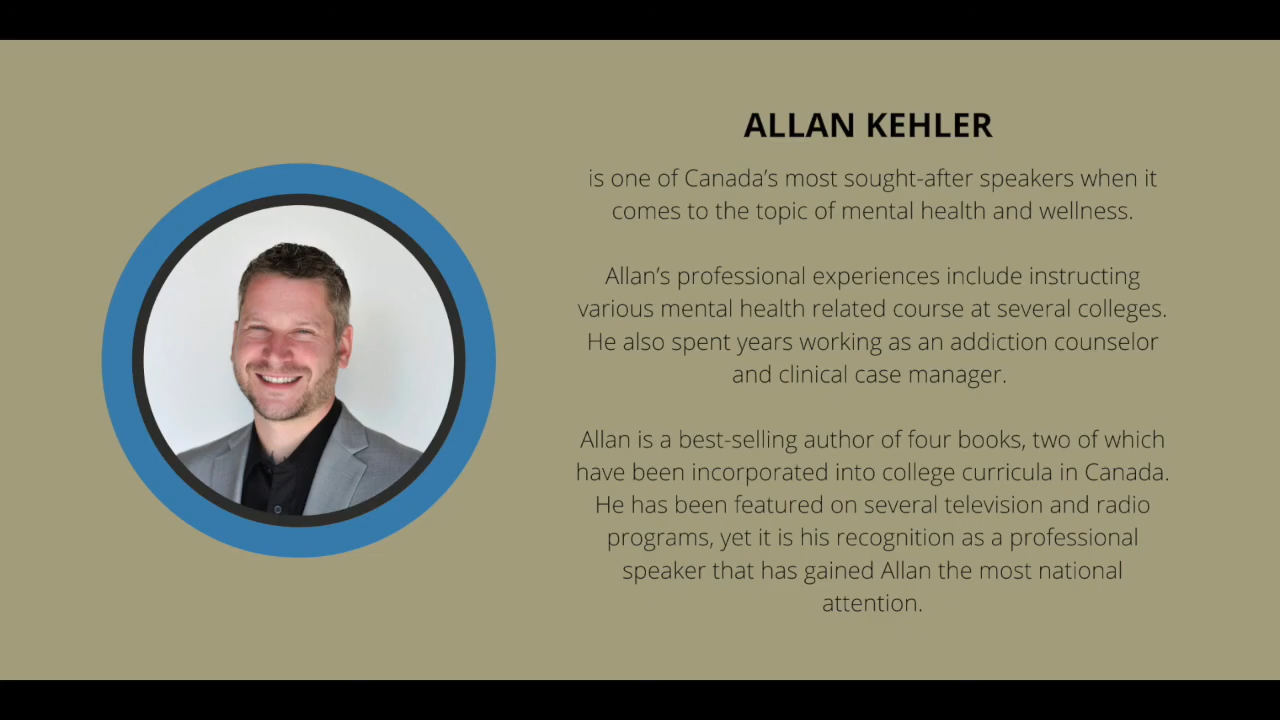 ALLAN KEHLER
is one of Canada's most sought-after speakers when it
comes to the topic of mental health and wellness.
Allan's professional experiences include instructing
various mental health related course at several colleges.
He also spent years working as an addiction counselor
and clinical case manager.
Allan is a best-selling author of four books, two of which
have been incorporated into college curricula in Canada.
He has been featured on several television and radio
programs, yet it is his recognition as a professional
speaker that has gained Allan the most national
attention.